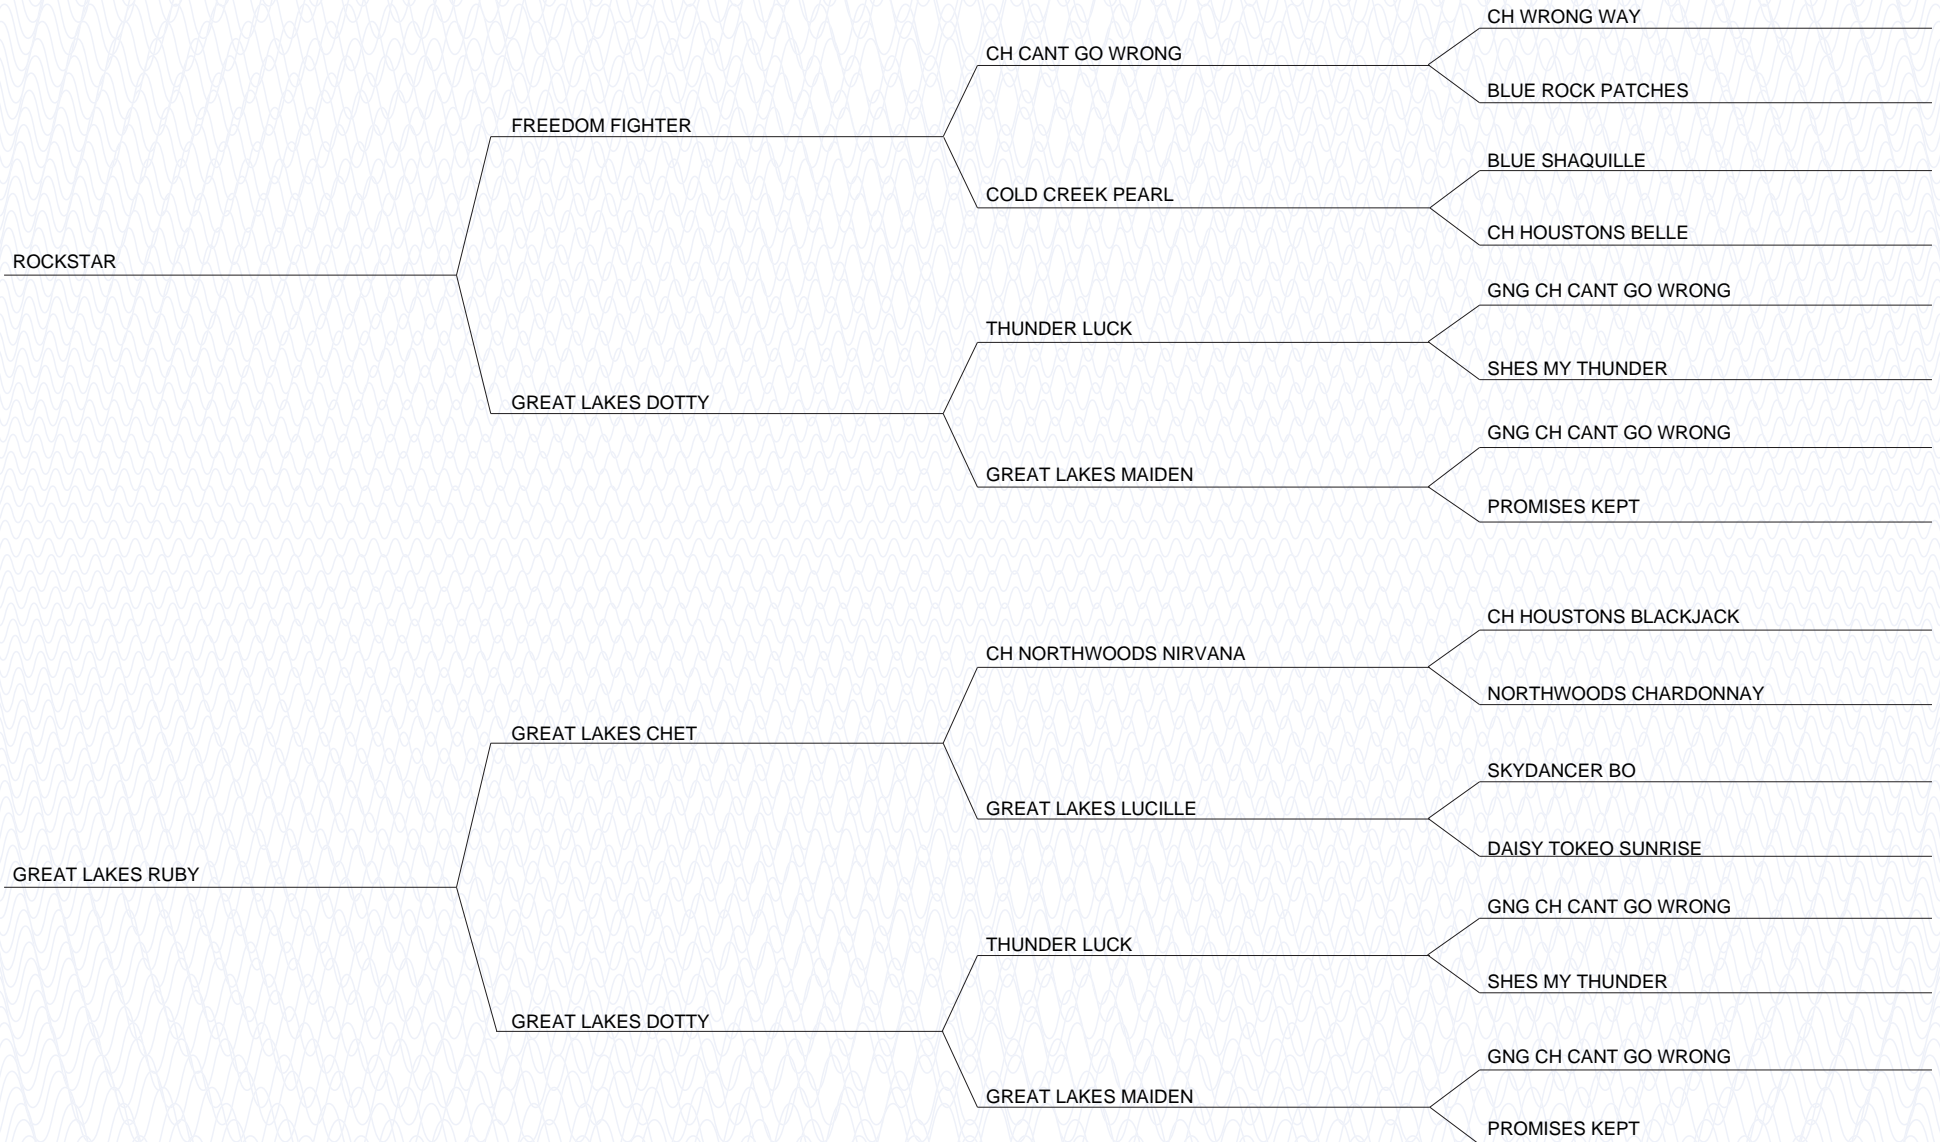 CH WRONG WAY
CH CANT GO WRONG
BLUE ROCK PATCHES
FREEDOM FIGHTER
BLUE SHAQUILLE
COLD CREEK PEARL
CH HOUSTONS BELLE
ROCKSTAR
GNG CH CANT GO WRONG
THUNDER LUCK
SHES MY THUNDER
GREAT LAKES DOTTY
GNG CH CANT GO WRONG
GREAT LAKES MAIDEN
PROMISES KEPT
CH HOUSTONS BLACKJACK
CH NORTHWOODS NIRVANA
NORTHWOODS CHARDONNAY
GREAT LAKES CHET
SKYDANCER BO
GREAT LAKES LUCILLE
DAISY TOKEO SUNRISE
GREAT LAKES RUBY
GNG CH CANT GO WRONG
THUNDER LUCK
SHES MY THUNDER
GREAT LAKES DOTTY
GNG CH CANT GO WRONG
GREAT LAKES MAIDEN
PROMISES KEPT